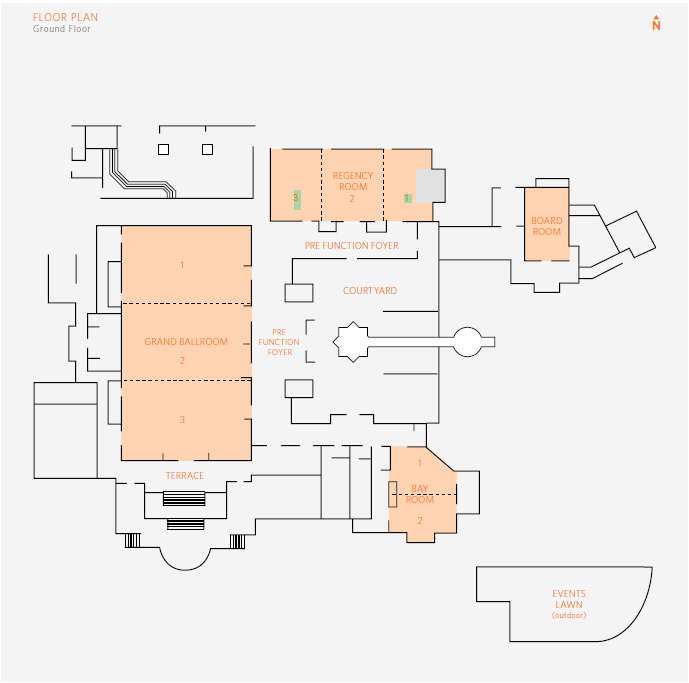 FLOOR PLAN
Ground Floor
N
REGENCY
ROOM
3
2
1
BOARD
ROOM
PRE FUNCTION FOYER
1
COURTYARD
GRAND BALLROOM
2
PRE
FUNCTION
FOYER
3
TERRACE
1
BAY
ROOM
2
EVENTS
LAWN
(outdoor)